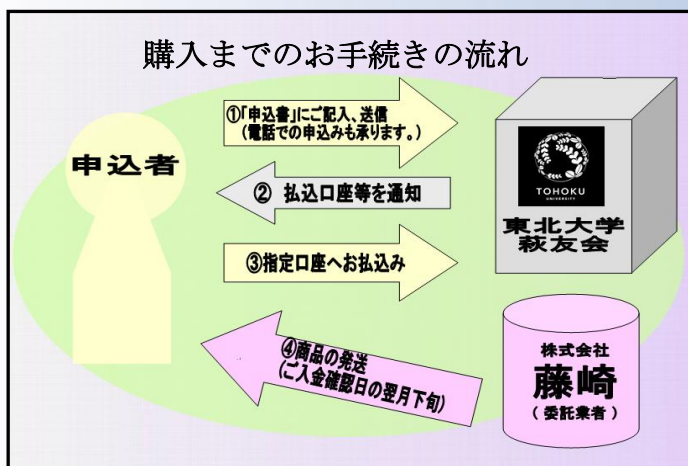 購入までのお手続きの流れ
①「申込書」にご記入、送信
(電話での申込みも承ります。)
申込者
② 払込口座等を通知
TOHOKU
UNIVERSITY
東北大学
萩友会
③指定口座へお払込み
④商品の発送
(ご入金確認日の翌月下旬)
株式会社
藤崎
(委託業者)